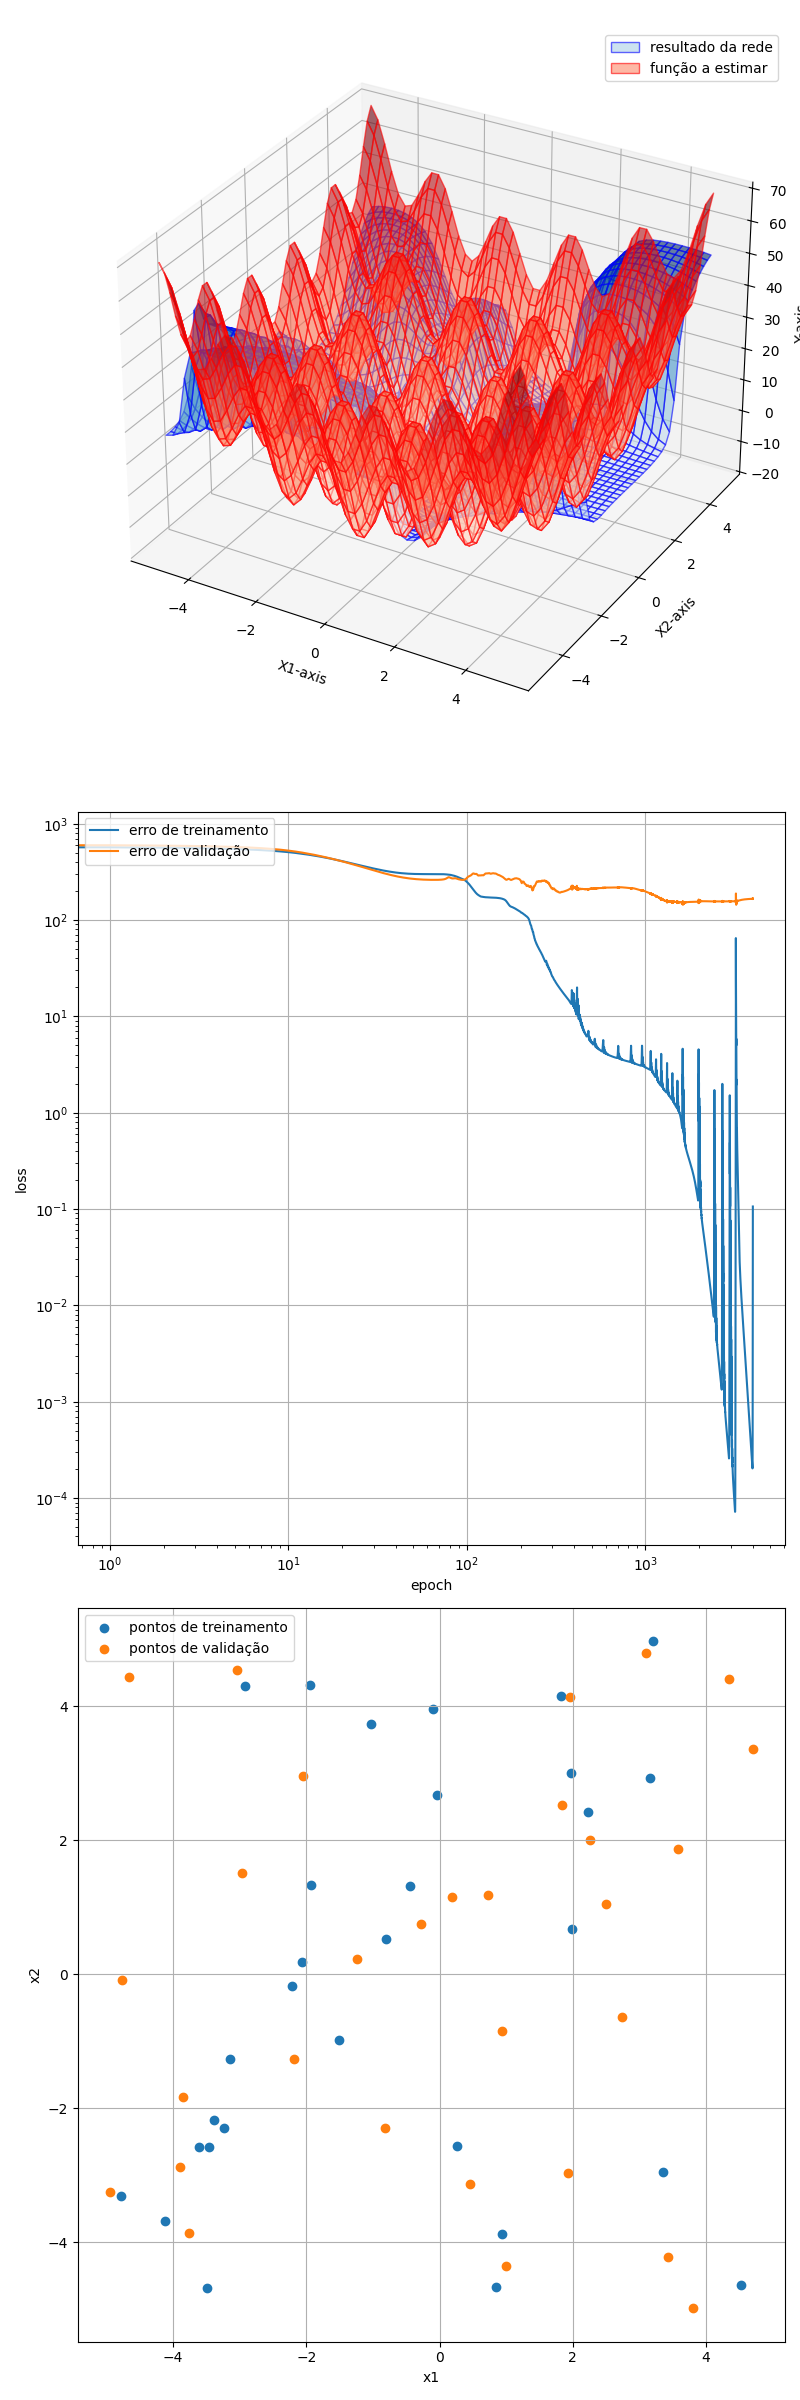 resultado da rede
função a estimar
70
60
50
40
30
20
10
0
−10
−20
Y-axis
4
2
0
−2
−4
X2-axis
−4
−2
0
2
4
X1-axis
erro de treinamento
erro de validação
10³
10²
10¹
10⁰
10⁻¹
10⁻²
10⁻³
10⁻⁴
loss
10⁰ 10¹ 10² 10³
epoch
pontos de treinamento
pontos de validação
4
2
0
−2
−4
x2
−4 −2 0 2 4
x1